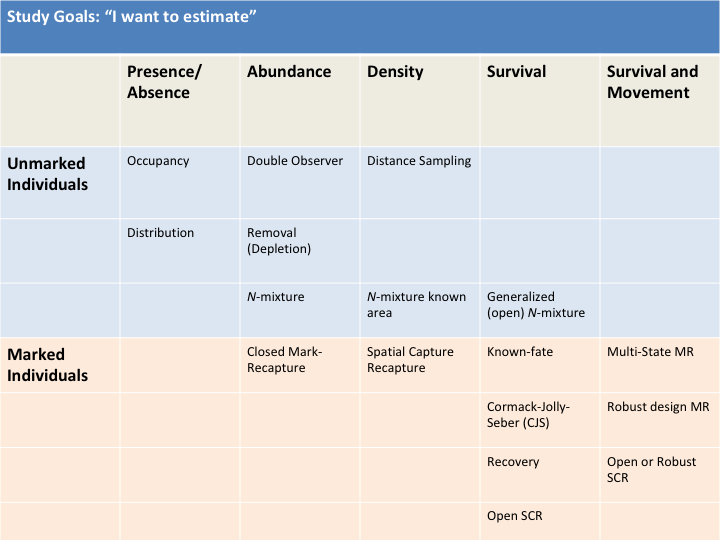 Study Goals: “I want to estimate”
Presence/ Abundance Density Survival Survival and
Absence Movement
Unmarked Occupancy Double Observer Distance Sampling
Individuals
Distribution Removal
(Depletion)
N-mixture N-mixture known Generalized
area (open) N-mixture
Marked Closed Mark- Spatial Capture Known-fate Multi-State MR
Individuals Recapture Recapture
Cormack-Jolly- Robust design MR
Seber (CJS)
Recovery Open or Robust
SCR
Open SCR